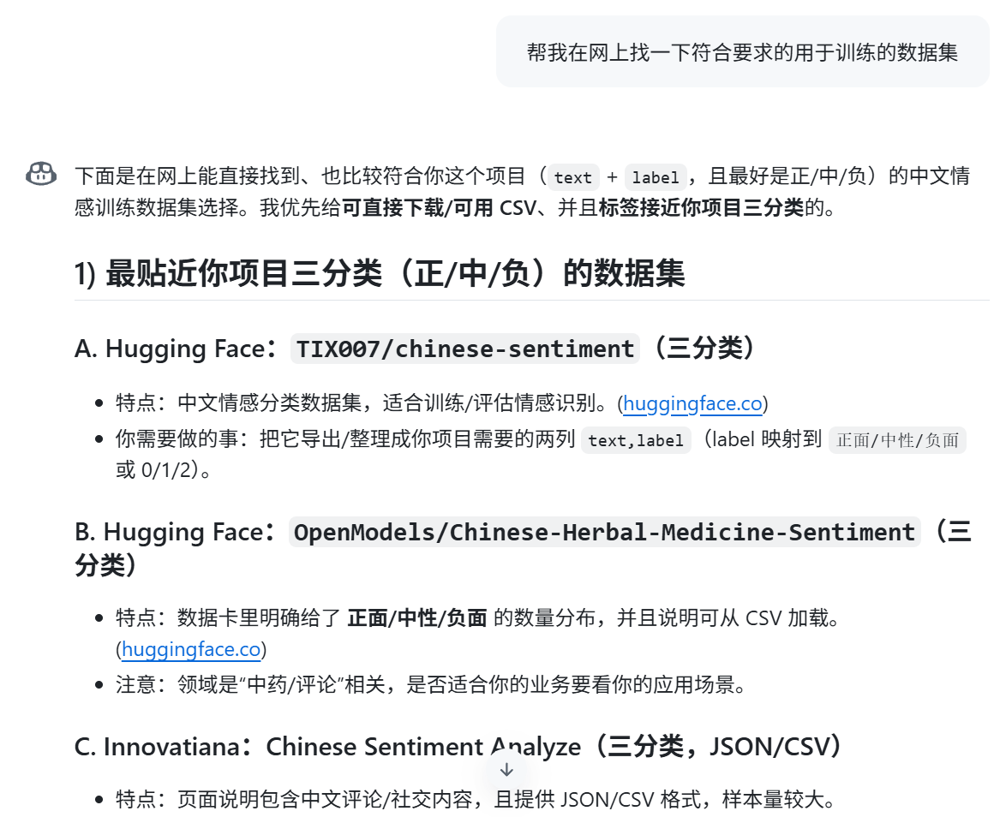 帮我在网上找一下符合要求的用于训练的数据集
下面是在网上能直接找到、也比较符合你这个项目（text + label，且最好是正/中/负）的中文情
感训练数据集选择。我优先给可直接下载/可用 CSV、并且标签接近你项目三分类的。
1) 最贴近你项目三分类（正/中/负）的数据集
A. Hugging Face：TIX007/chinese-sentiment（三分类）
特点：中文情感分类数据集，适合训练/评估情感识别。(huggingface.co)
你需要做的事：把它导出/整理成你项目需要的两列 text,label（label 映射到 正面/中性/负面
或 0/1/2）。
B. Hugging Face：OpenModels/Chinese-Herbal-Medicine-Sentiment（三
分类）
特点：数据卡里明确给了 正面/中性/负面 的数量分布，并且说明可从 CSV 加载。
(huggingface.co)
注意：领域是“中药/评论”相关，是否适合你的业务要看你的应用场景。
C. Innovatiana：Chinese Sentiment Analyze（三分类，JSON/CSV）
特点：页面说明包含中文评论/社交内容，且提供 JSON/CSV 格式，样本量较大。